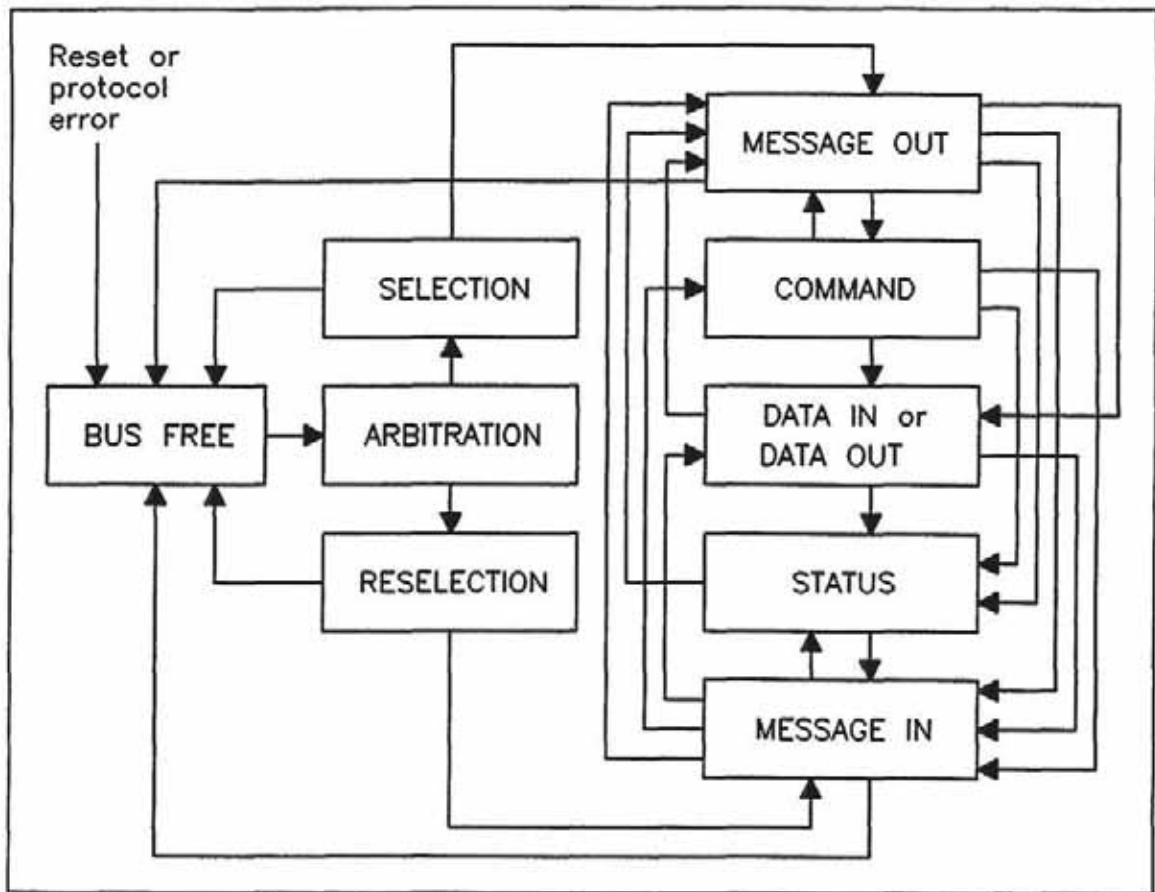 Reset or
protocol
error
MESSAGE OUT
SELECTION
COMMAND
BUS FREE
ARBITRATION
DATA IN or
DATA OUT
RESELECTION
STATUS
MESSAGE IN